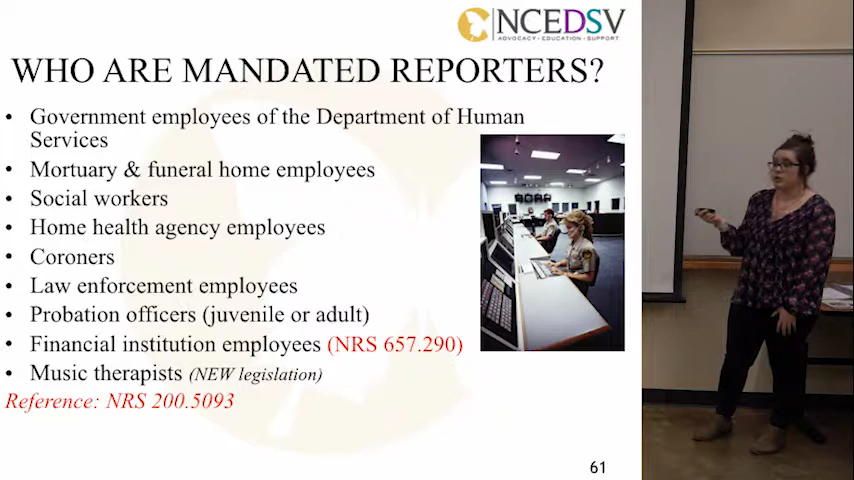 NCEDSV
ADVOCACY • EDUCATION • SUPPORT
WHO ARE MANDATED REPORTERS?
• Government employees of the Department of Human
Services
• Mortuary & funeral home employees
• Social workers
• Home health agency employees
• Coroners
• Law enforcement employees
• Probation officers (juvenile or adult)
• Financial institution employees (NRS 657.290)
• Music therapists (NEW legislation)
Reference: NRS 200.5093
61